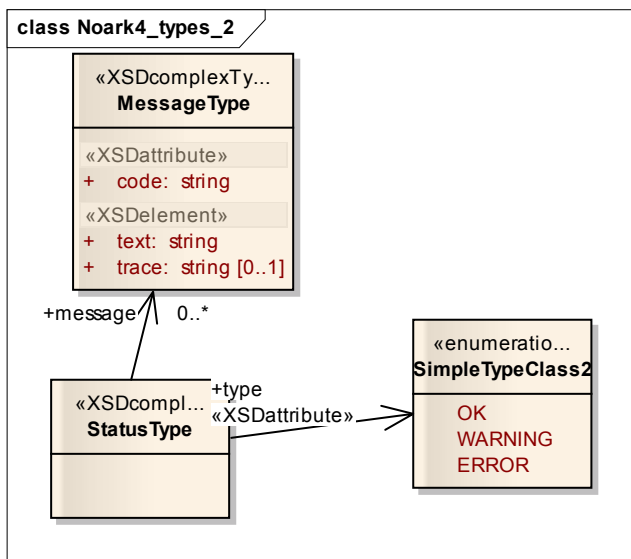 class Noark4_types_2
«XSDcomplexTy...
MessageType
«XSDattribute»
+ code: string
«XSDelement»
+ text: string
+ trace: string [0..1]
+message 0..*
«XSDcompl...
StatusType
+type
«XSDattribute»
«enumeratio...
SimpleTypeClass2
OK
WARNING
ERROR